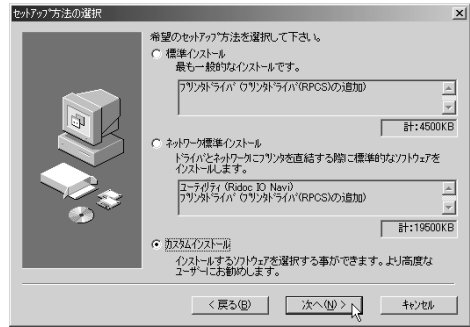 セットアップ方法の選択
希望のセットアップ方法を選択して下さい。
標準インストール
最も一般的なインストールです。
プリンタドライバ (プリンタドライバ(RPCS)の追加)
計:4500KB
ネットワーク標準インストール
ドライバとネットワークにプリンタを直結する際に標準的なソフトウェアを
インストールします。
ユーティリティ (Ridoc IO Navi)
プリンタドライバ (プリンタドライバ(RPCS)の追加)
計:19500KB
カスタムインストール
インストールするソフトウェアを選択する事ができます。より高度な
ユーザーにお勧めします。
< 戻る(B)
次へ(N) >
キャンセル